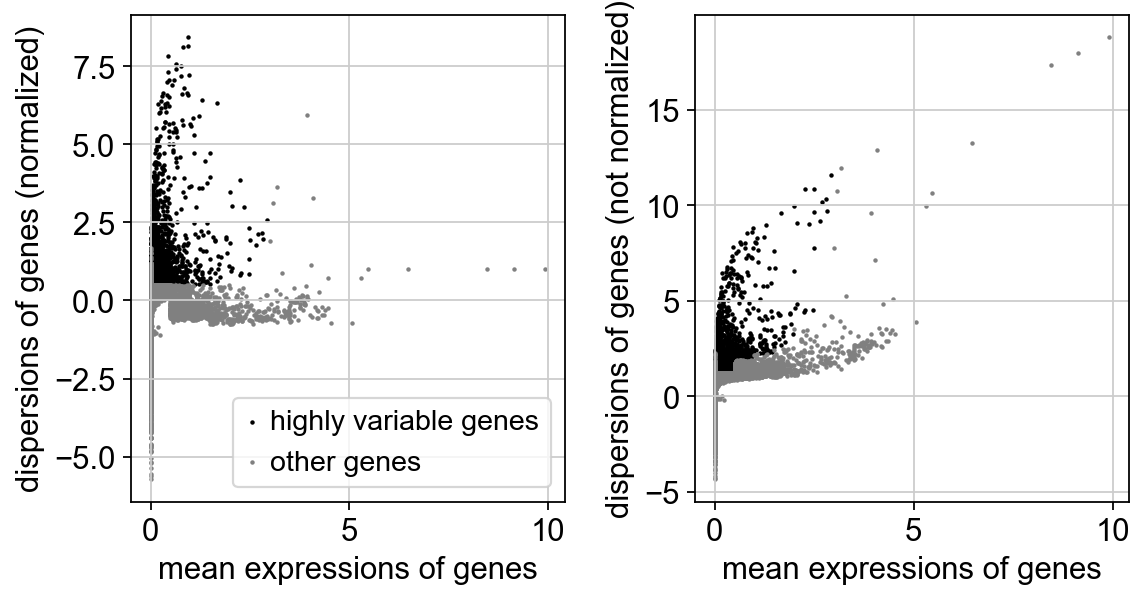 dispersions of genes (normalized)
7.5
5.0
2.5
0.0
−2.5
−5.0
highly variable genes
other genes
0
5
10
mean expressions of genes
dispersions of genes (not normalized)
15
10
5
0
−5
0
5
10
mean expressions of genes